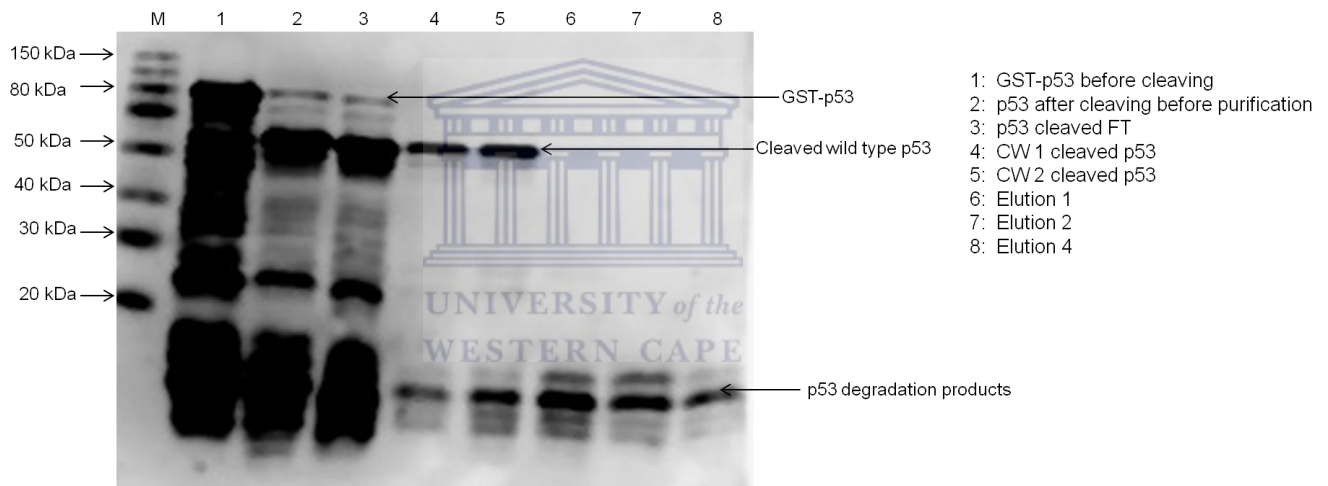 M 1 2 3 4 5 6 7 8
150 kDa
80 kDa
50 kDa
40 kDa
30 kDa
20 kDa
GST-p53
Cleaved wild type p53
p53 degradation products
UNIVERSITY of the
WESTERN CAPE
1: GST-p53 before cleaving
2: p53 after cleaving before purification
3: p53 cleaved FT
4: CW 1 cleaved p53
5: CW 2 cleaved p53
6: Elution 1
7: Elution 2
8: Elution 4